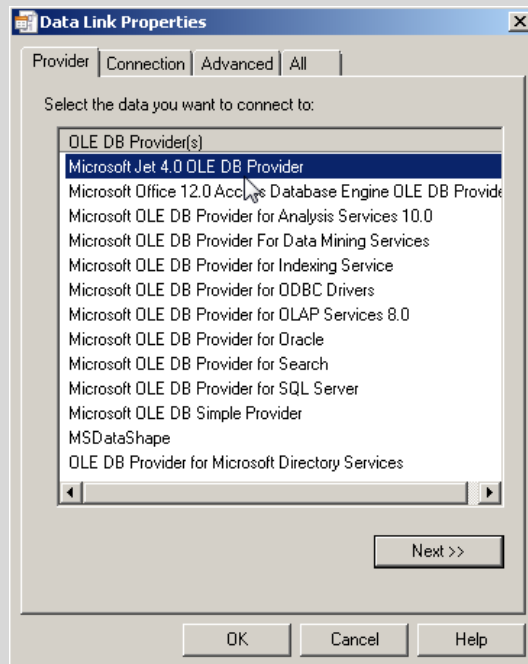 Data Link Properties
Provider Connection Advanced All
Select the data you want to connect to:
OLE DB Provider(s)
Microsoft Jet 4.0 OLE DB Provider
Microsoft Office 12.0 Access Database Engine OLE DB Provide
Microsoft OLE DB Provider for Analysis Services 10.0
Microsoft OLE DB Provider For Data Mining Services
Microsoft OLE DB Provider for Indexing Service
Microsoft OLE DB Provider for ODBC Drivers
Microsoft OLE DB Provider for OLAP Services 8.0
Microsoft OLE DB Provider for Oracle
Microsoft OLE DB Provider for Search
Microsoft OLE DB Provider for SQL Server
Microsoft OLE DB Simple Provider
MSDataShape
OLE DB Provider for Microsoft Directory Services
Next >>
OK Cancel Help